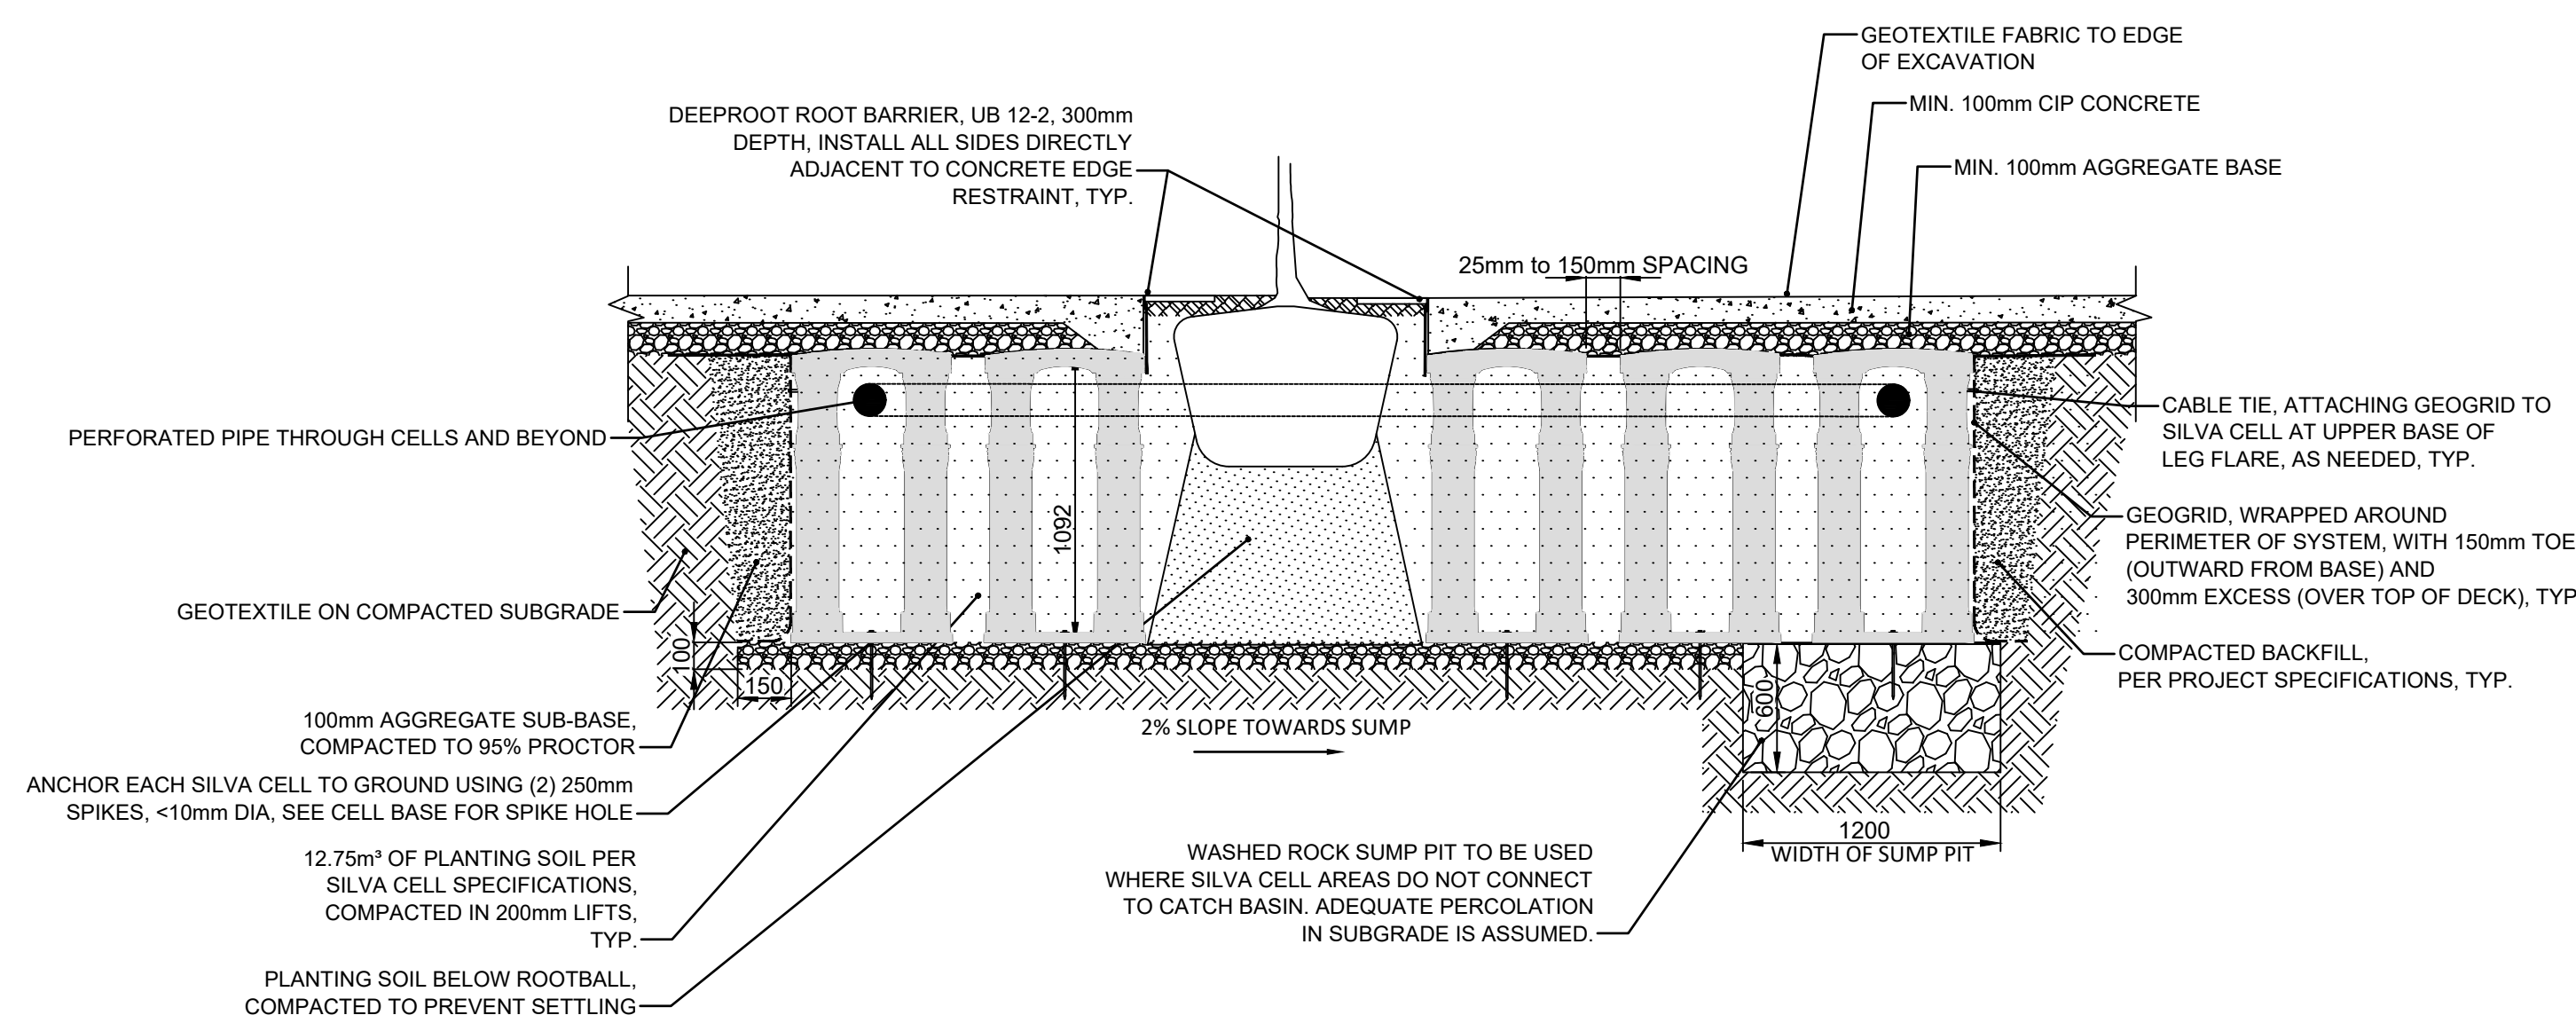 GEOTEXTILE FABRIC TO EDGE
OF EXCAVATION
MIN. 100mm CIP CONCRETE
MIN. 100mm AGGREGATE BASE
DEEPROOT ROOT BARRIER, UB 12-2, 300mm
DEPTH, INSTALL ALL SIDES DIRECTLY
ADJACENT TO CONCRETE EDGE
RESTRAINT, TYP.
25mm to 150mm SPACING
PERFORATED PIPE THROUGH CELLS AND BEYOND
CABLE TIE, ATTACHING GEOGRID TO
SILVA CELL AT UPPER BASE OF
LEG FLARE, AS NEEDED, TYP.
1092
GEOGRID, WRAPPED AROUND
PERIMETER OF SYSTEM, WITH 150mm TOE
(OUTWARD FROM BASE) AND
300mm EXCESS (OVER TOP OF DECK), TYP
GEOTEXTILE ON COMPACTED SUBGRADE
100
150
COMPACTED BACKFILL,
PER PROJECT SPECIFICATIONS, TYP.
600
100mm AGGREGATE SUB-BASE,
COMPACTED TO 95% PROCTOR
2% SLOPE TOWARDS SUMP
ANCHOR EACH SILVA CELL TO GROUND USING (2) 250mm
SPIKES, <10mm DIA, SEE CELL BASE FOR SPIKE HOLE
1200
WIDTH OF SUMP PIT
12.75m³ OF PLANTING SOIL PER
SILVA CELL SPECIFICATIONS,
COMPACTED IN 200mm LIFTS,
TYP.
WASHED ROCK SUMP PIT TO BE USED
WHERE SILVA CELL AREAS DO NOT CONNECT
TO CATCH BASIN. ADEQUATE PERCOLATION
IN SUBGRADE IS ASSUMED.
PLANTING SOIL BELOW ROOTBALL,
COMPACTED TO PREVENT SETTLING